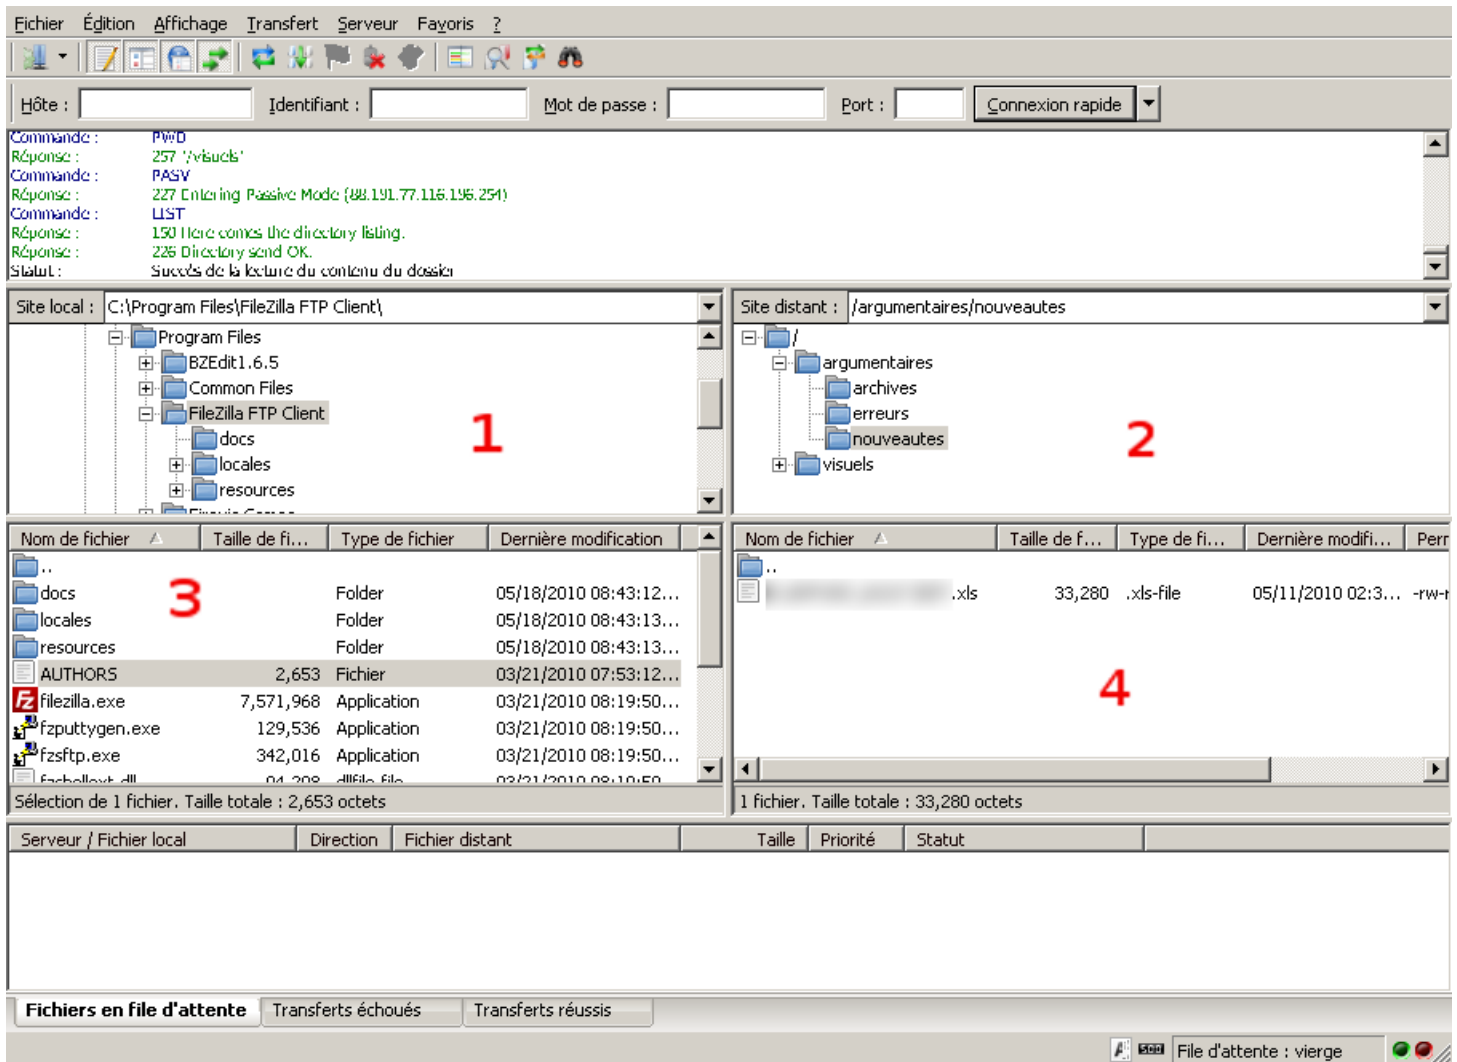 Fichier Édition Affichage Transfert Serveur Favoris ?
Hôte : Identifiant : Mot de passe : Port : Connexion rapide
Commande : PWD
Réponse : 257 "/visuels"
Commande : PASV
Réponse : 227 Entering Passive Mode (88,191,77,116,196,254)
Commande : LIST
Réponse : 150 Here comes the directory listing.
Réponse : 226 Directory send OK.
Statut : Succès de la lecture du contenu du dossier
Site local : C:\Program Files\FileZilla FTP Client\
Program Files
BZEdit1.6.5
Common Files
FileZilla FTP Client
docs
locales
resources
1
Site distant : /argumentaires/nouveautes
/
argumentaires
archives
erreurs
nouveautes
visuels
2
Nom de fichier Taille de fi... Type de fichier Dernière modification
..
docs Folder 05/18/2010 08:43:12...
locales Folder 05/18/2010 08:43:13...
resources Folder 05/18/2010 08:43:13...
AUTHORS 2,653 Fichier 03/21/2010 07:53:12...
filezilla.exe 7,571,968 Application 03/21/2010 08:19:50...
fzputtygen.exe 129,536 Application 03/21/2010 08:19:50...
fzsftp.exe 342,016 Application 03/21/2010 08:19:50...
3
Sélection de 1 fichier. Taille totale : 2,653 octets
Nom de fichier Taille de f... Type de fi... Dernière modifi... Perr
..
.xls 33,280 .xls-file 05/11/2010 02:3... -rw-r
4
1 fichier. Taille totale : 33,280 octets
Serveur / Fichier local Direction Fichier distant Taille Priorité Statut
Fichiers en file d'attente Transferts échoués Transferts réussis
File d'attente : vierge